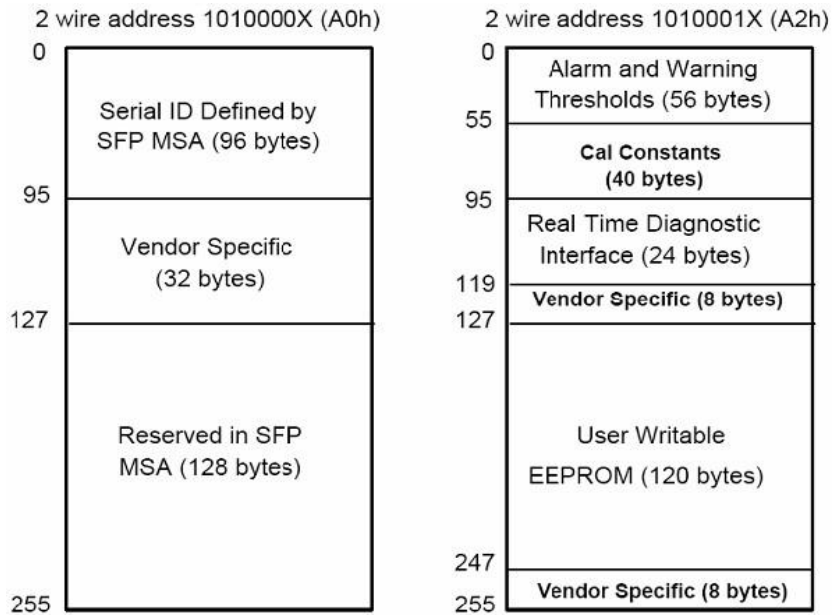 2 wire address 1010000X (A0h)
0
Serial ID Defined by
SFP MSA (96 bytes)
95
Vendor Specific
(32 bytes)
127
Reserved in SFP
MSA (128 bytes)
255
2 wire address 1010001X (A2h)
0
Alarm and Warning
Thresholds (56 bytes)
55
Cal Constants
(40 bytes)
95
Real Time Diagnostic
Interface (24 bytes)
119
Vendor Specific (8 bytes)
127
User Writable
EEPROM (120 bytes)
247
Vendor Specific (8 bytes)
255